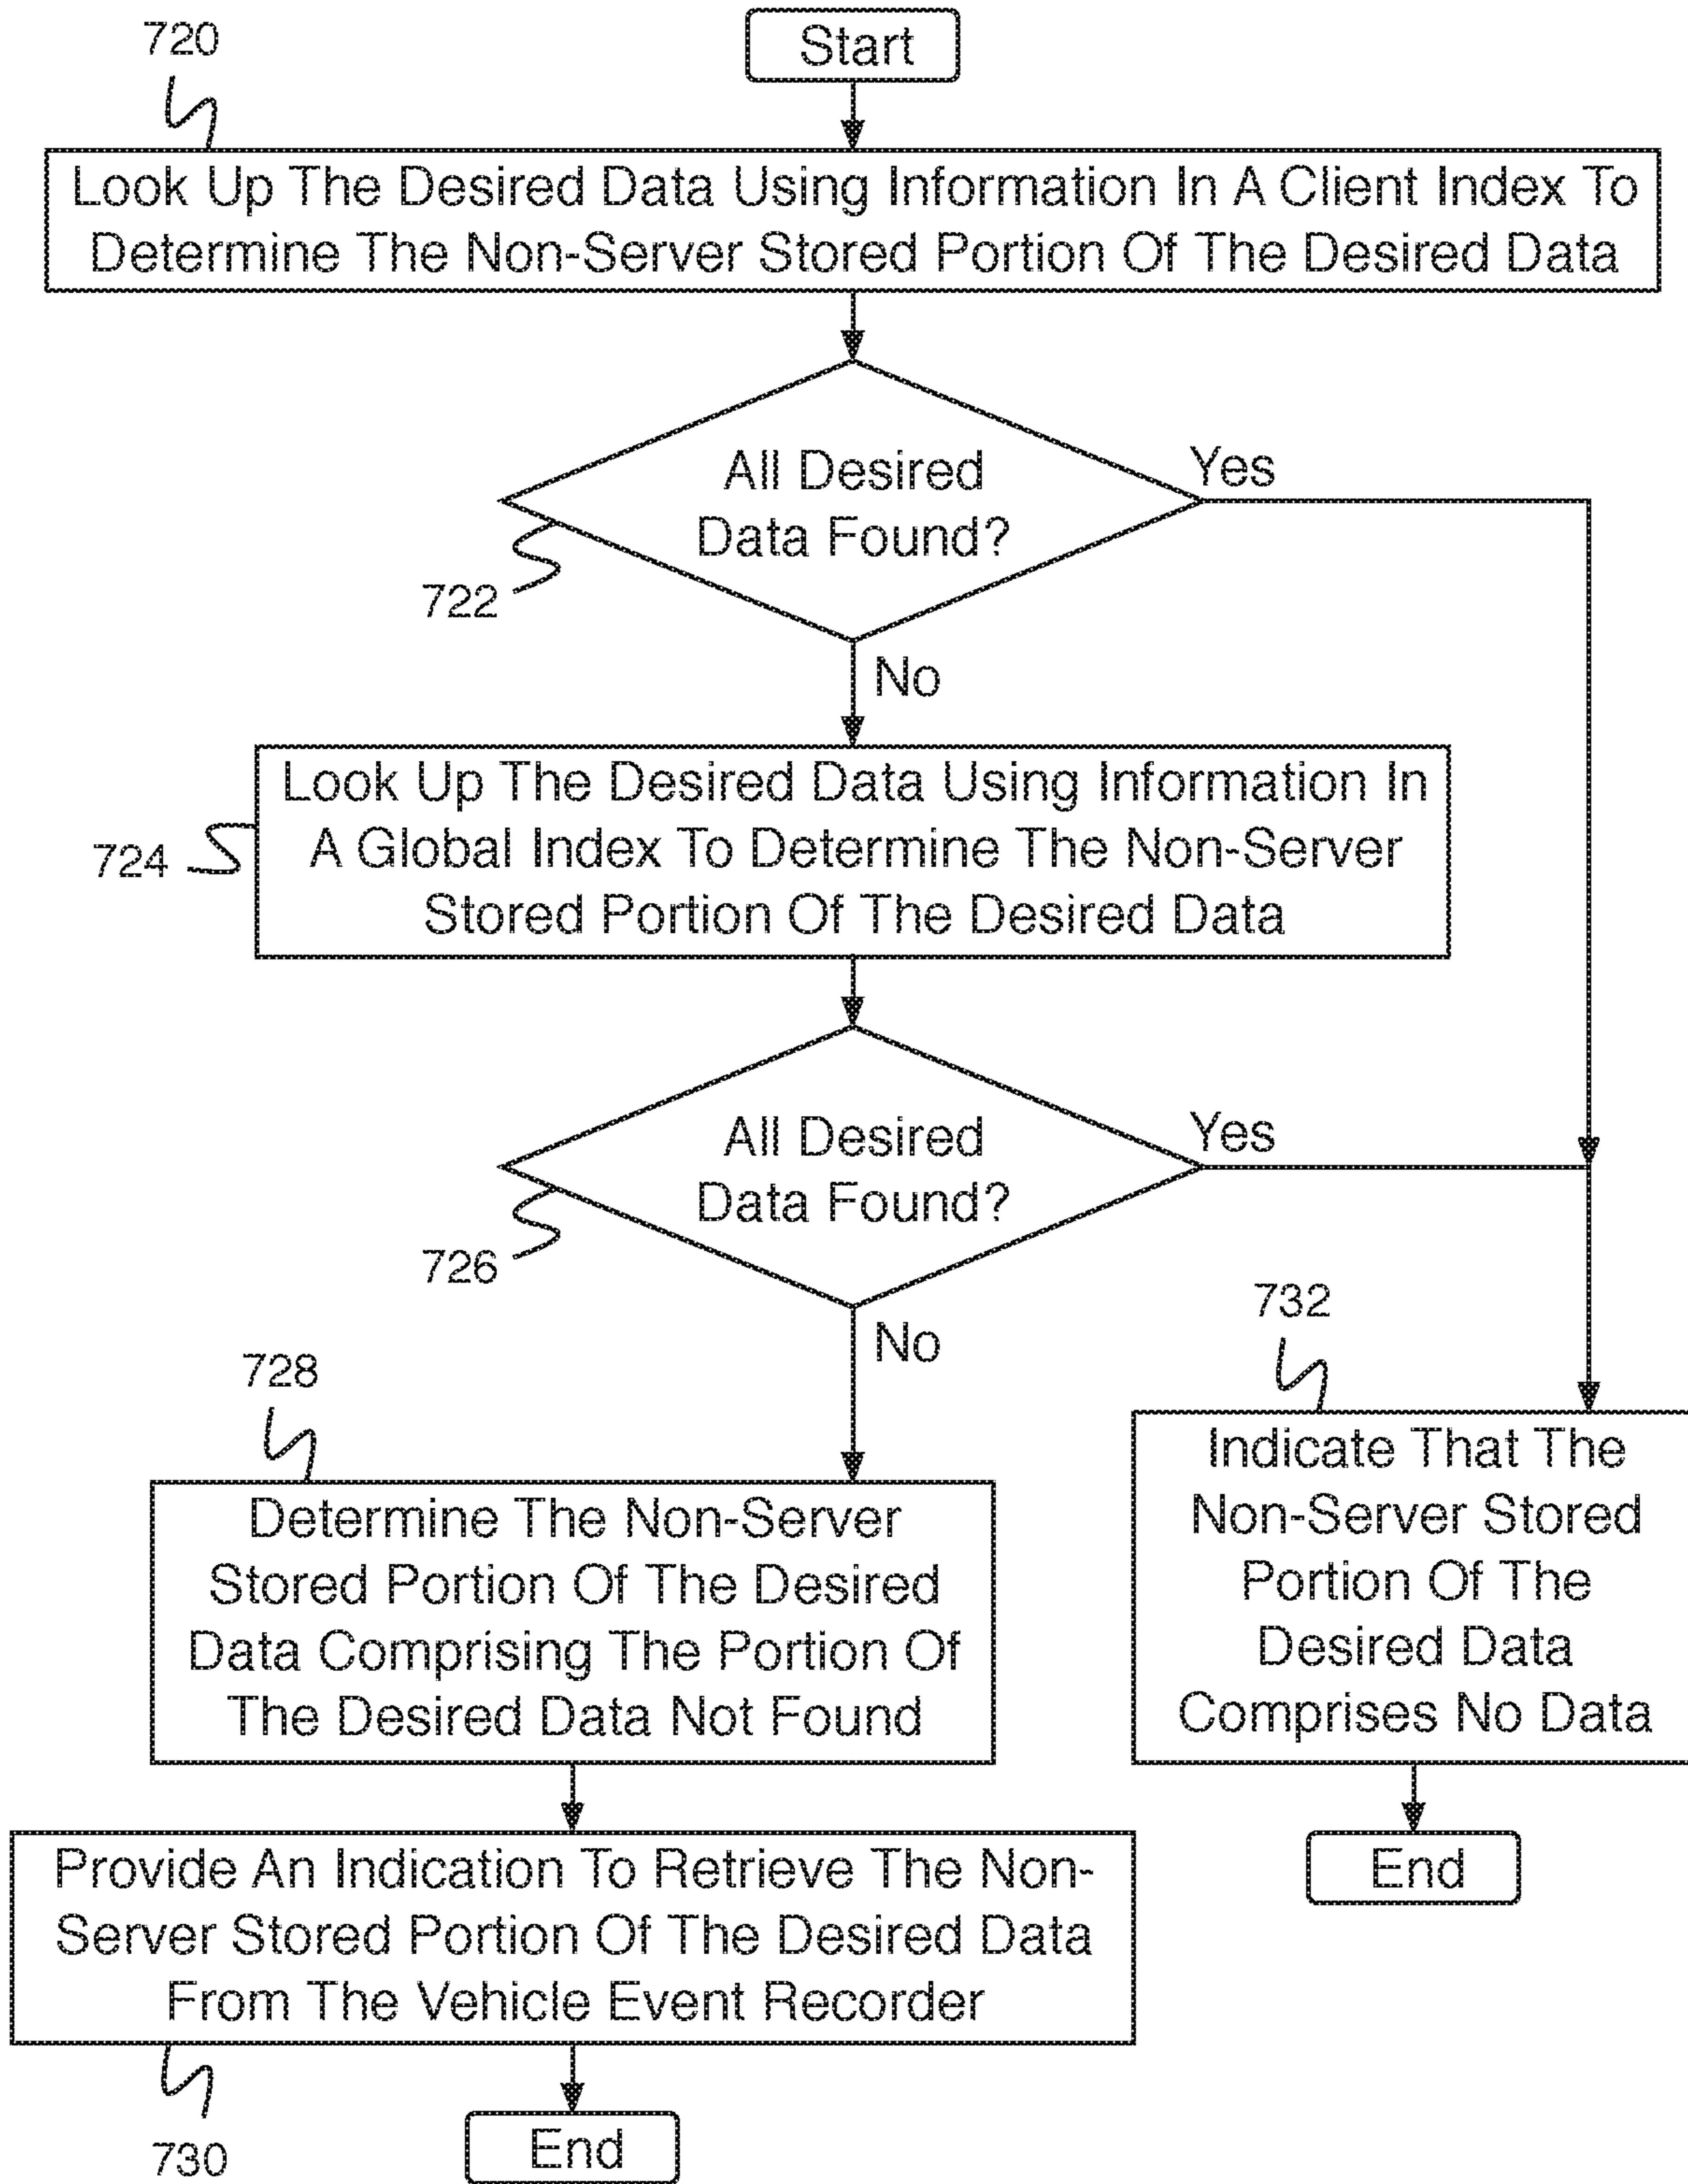 720
Start
Look Up The Desired Data Using Information In A Client Index To
Determine The Non-Server Stored Portion Of The Desired Data
All Desired
Data Found?
Yes
722
No
Look Up The Desired Data Using Information In
A Global Index To Determine The Non-Server
Stored Portion Of The Desired Data
724
All Desired
Data Found?
Yes
726
No
732
728
Determine The Non-Server
Stored Portion Of The Desired
Data Comprising The Portion Of
The Desired Data Not Found
Indicate That The
Non-Server Stored
Portion Of The
Desired Data
Comprises No Data
Provide An Indication To Retrieve The Non-
Server Stored Portion Of The Desired Data
From The Vehicle Event Recorder
End
730
End